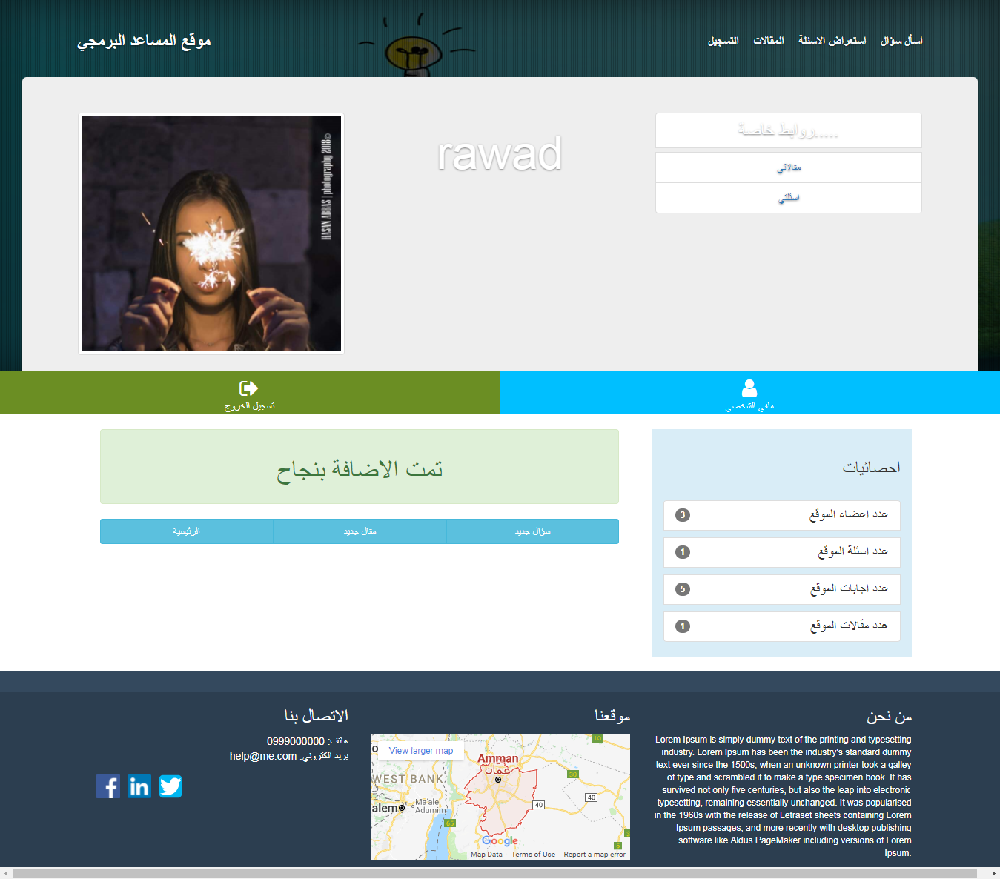 اسأل سؤال
استعراض الاسئلة
المقالات
التسجيل
موقع المساعد البرمجي
روابط خاصة.....
مقالاتي
اسئلتي
rawad
HASAN ABBAS | photography 2018©
ملفي الشخصي
تسجيل الخروج
احصائيات
عدد اعضاء الموقع 3
عدد اسئلة الموقع 1
عدد اجابات الموقع 5
عدد مقالات الموقع 1
تمت الاضافة بنجاح
سؤال جديد
مقال جديد
الرئيسية
من نحن
Lorem Ipsum is simply dummy text of the printing and typesetting
industry. Lorem Ipsum has been the industry's standard dummy
text ever since the 1500s, when an unknown printer took a galley
of type and scrambled it to make a type specimen book. It has
survived not only five centuries, but also the leap into electronic
typesetting, remaining essentially unchanged. It was popularised
in the 1960s with the release of Letraset sheets containing Lorem
Ipsum passages, and more recently with desktop publishing
software like Aldus PageMaker including versions of Lorem
Ipsum.
موقعنا
View larger map
10
Amman
عمان
30
WEST BANK
40
40
Ma'ale
Adumim
salem
65
5
Google
Map Data
Terms of Use
Report a map error
الاتصال بنا
هاتف: 0999000000
بريد الكتروني: help@me.com